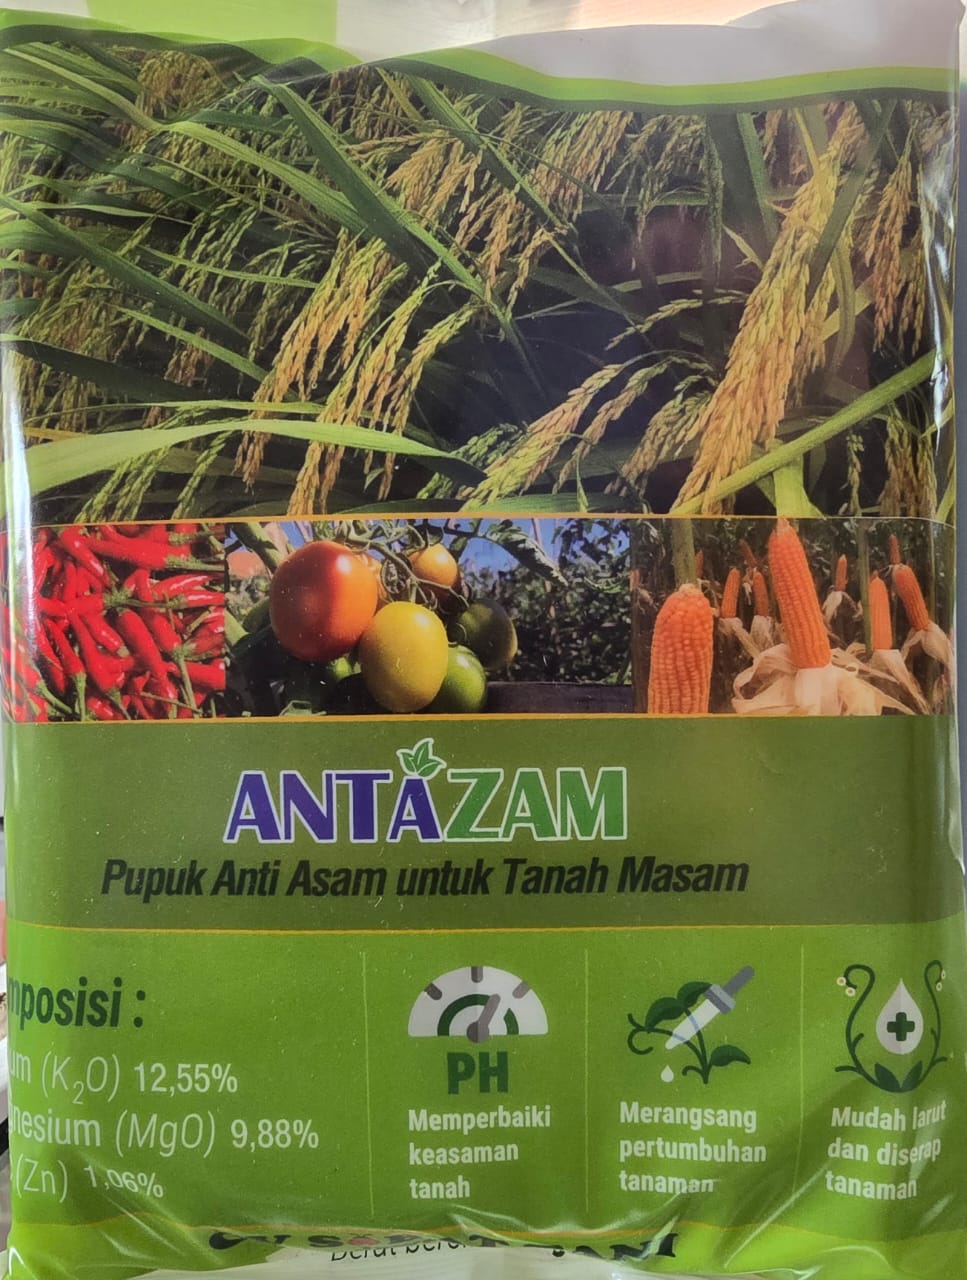 ANTAZAM
Pupuk Anti Asam untuk Tanah Masam
mposisi :
um (K₂O) 12,55%
nesium (MgO) 9,88%
(Zn) 1,06%
PH
Memperbaiki
keasaman
tanah
Merangsang
pertumbuhan
tanaman
Mudah larut
dan diserap
tanaman
CV